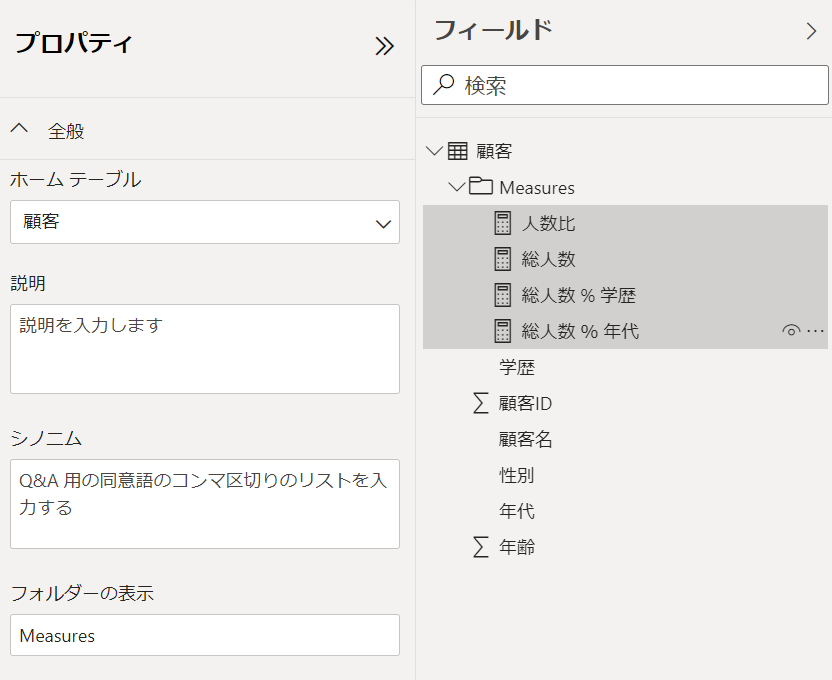 プロパティ
全般
ホーム テーブル
顧客
説明
説明を入力します
シノニム
Q&A 用の同意語のコンマ区切りのリストを入
力する
フォルダーの表示
Measures
フィールド
検索
顧客
Measures
人数比
総人数
総人数 % 学歴
総人数 % 年代
学歴
顧客ID
顧客名
性別
年代
年齢